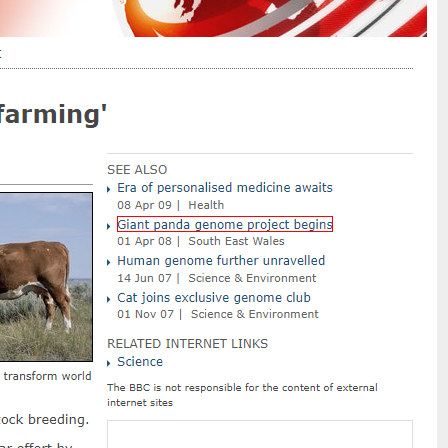 farming'
SEE ALSO
Era of personalised medicine awaits
08 Apr 09 | Health
Giant panda genome project begins
01 Apr 08 | South East Wales
Human genome further unravelled
14 Jun 07 | Science & Environment
Cat joins exclusive genome club
01 Nov 07 | Science & Environment
RELATED INTERNET LINKS
Science
The BBC is not responsible for the content of external
internet sites
transform world
ock breeding.
effort by